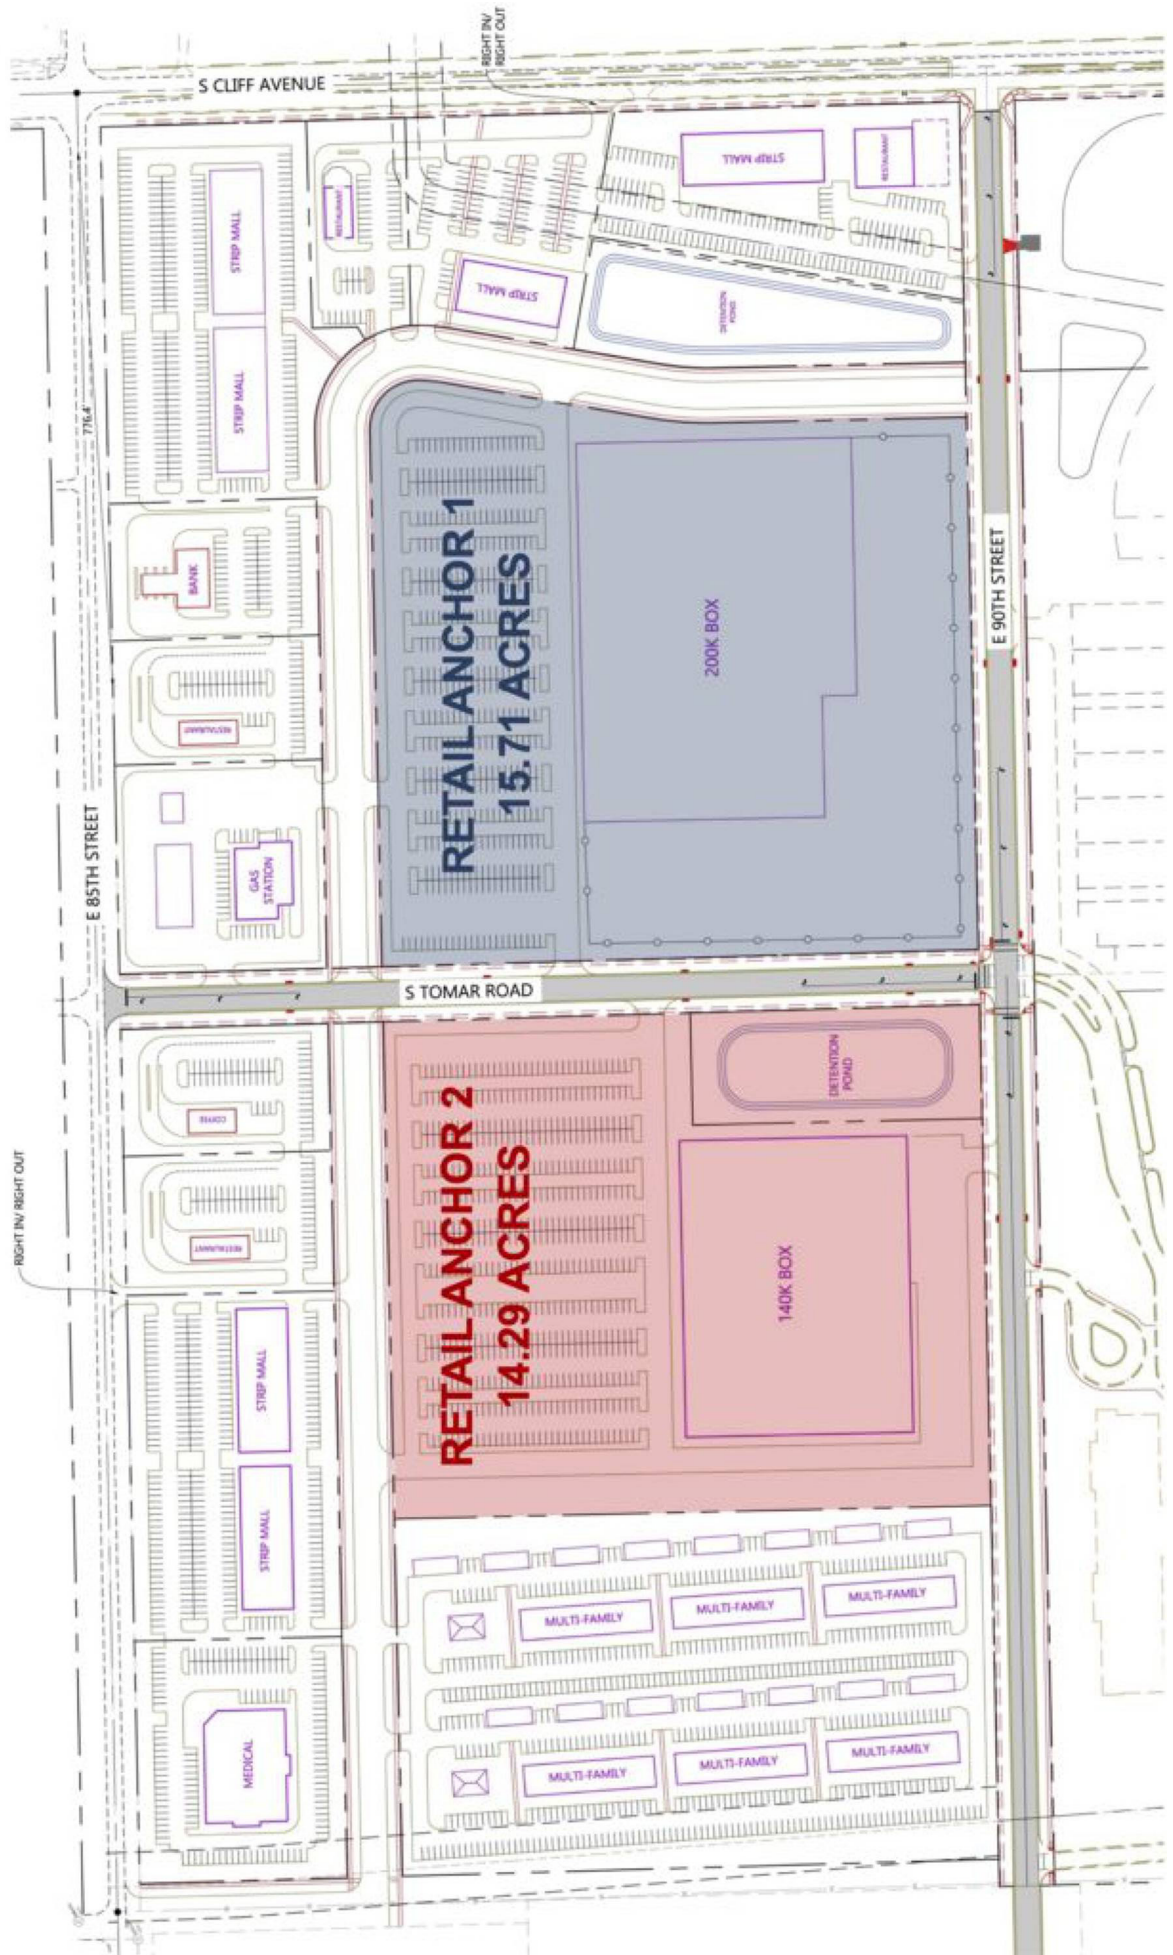 RIGHT IN/
RIGHT OUT
S CLIFF AVENUE
STRIP MALL
RESTAURANT
RESTAURANT
STRIP MALL
STRIP MALL
DETENTION
POND
STRIP MALL
776.4'
BANK
RETAIL ANCHOR 1
15.71 ACRES
200K BOX
E 90TH STREET
RESTAURANT
E 85TH STREET
GAS
STATION
S TOMAR ROAD
COFFEE
DETENTION
POND
RIGHT IN/ RIGHT OUT
RESTAURANT
RETAIL ANCHOR 2
14.29 ACRES
140K BOX
STRIP MALL
STRIP MALL
MULTI-FAMILY
MULTI-FAMILY
MULTI-FAMILY
MEDICAL
MULTI-FAMILY
MULTI-FAMILY
MULTI-FAMILY